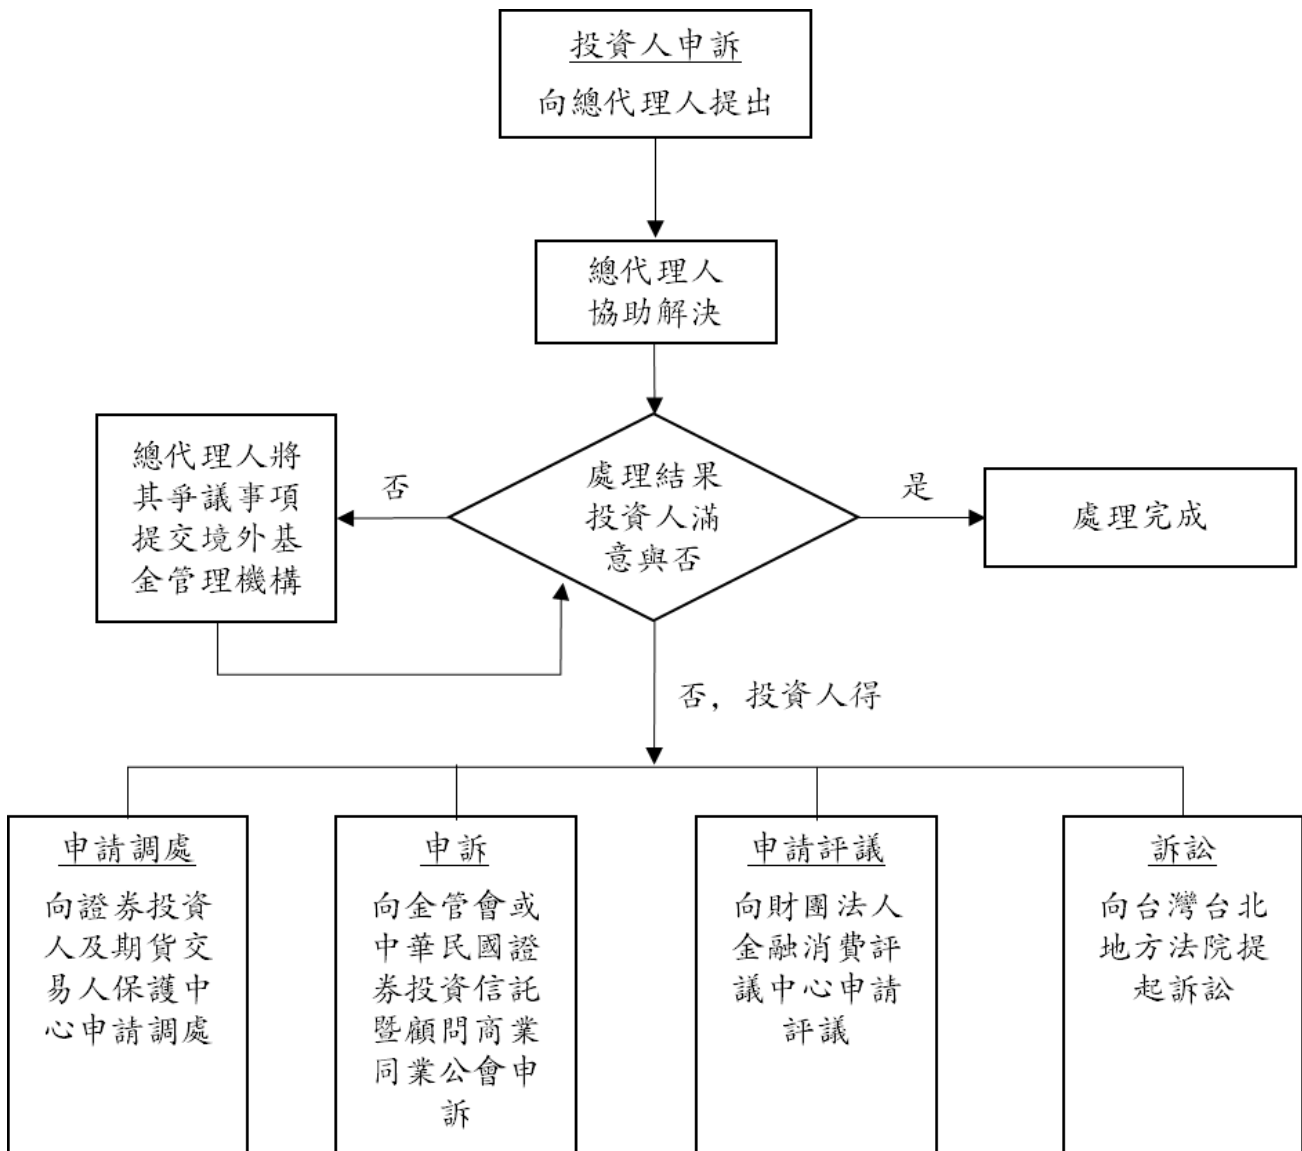 投資人申訴
向總代理人提出
總代理人
協助解決
總代理人將
其爭議事項
提交境外基
金管理機構
否
處理結果
投資人滿
意與否
是
處理完成
否，投資人得
申請調處
向證券投資
人及期貨交
易人保護中
心申請調處
申訴
向金管會或
中華民國證
券投資信託
暨顧問商業
同業公會申
訴
申請評議
向財團法人
金融消費評
議中心申請
評議
訴訟
向台灣台北
地方法院提
起訴訟